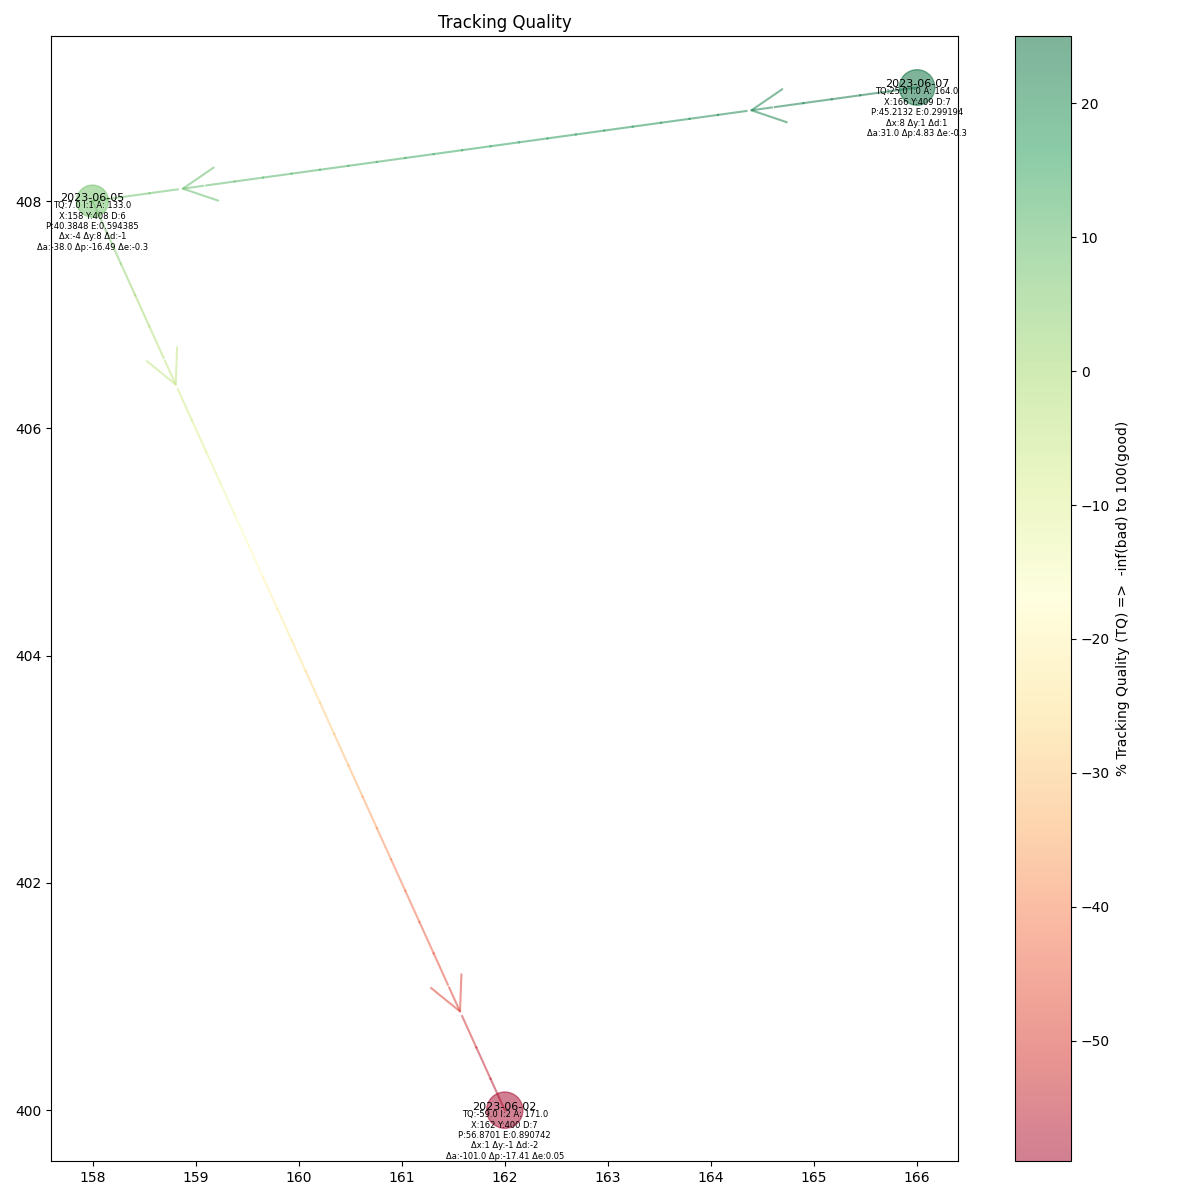 Tracking Quality
2023-06-07
TQ:25.0 I:0 A: 164.0
X:166 Y:409 D:7
P:45.2132 E:0.299194
Δx:8 Δy:1 Δd:1
Δa:31.0 Δp:4.83 Δe:-0.3
2023-06-05
TQ:7.0 I:1 A: 133.0
X:158 Y:408 D:6
P:40.3848 E:0.594385
Δx:-4 Δy:8 Δd:-1
Δa:-38.0 Δp:-16.49 Δe:-0.3
2023-06-02
TQ:-59.0 I:2 A: 171.0
X:162 Y:400 D:7
P:56.8701 E:0.890742
Δx:1 Δy:-1 Δd:-2
Δa:-101.0 Δp:-17.41 Δe:0.05
408
406
404
402
400
158
159
160
161
162
163
164
165
166
20
10
0
−10
−20
−30
−40
−50
% Tracking Quality (TQ) => -inf(bad) to 100(good)